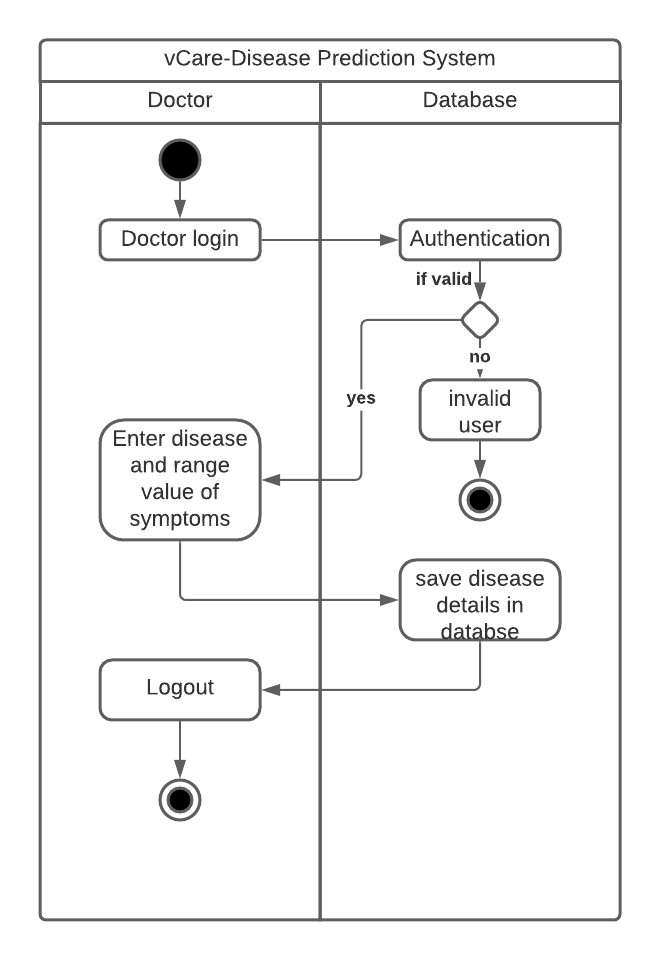 vCare-Disease Prediction System
Doctor
Database
Doctor login
Authentication
if valid
no
yes
invalid
user
Enter disease
and range
value of
symptoms
save disease
details in
databse
Logout